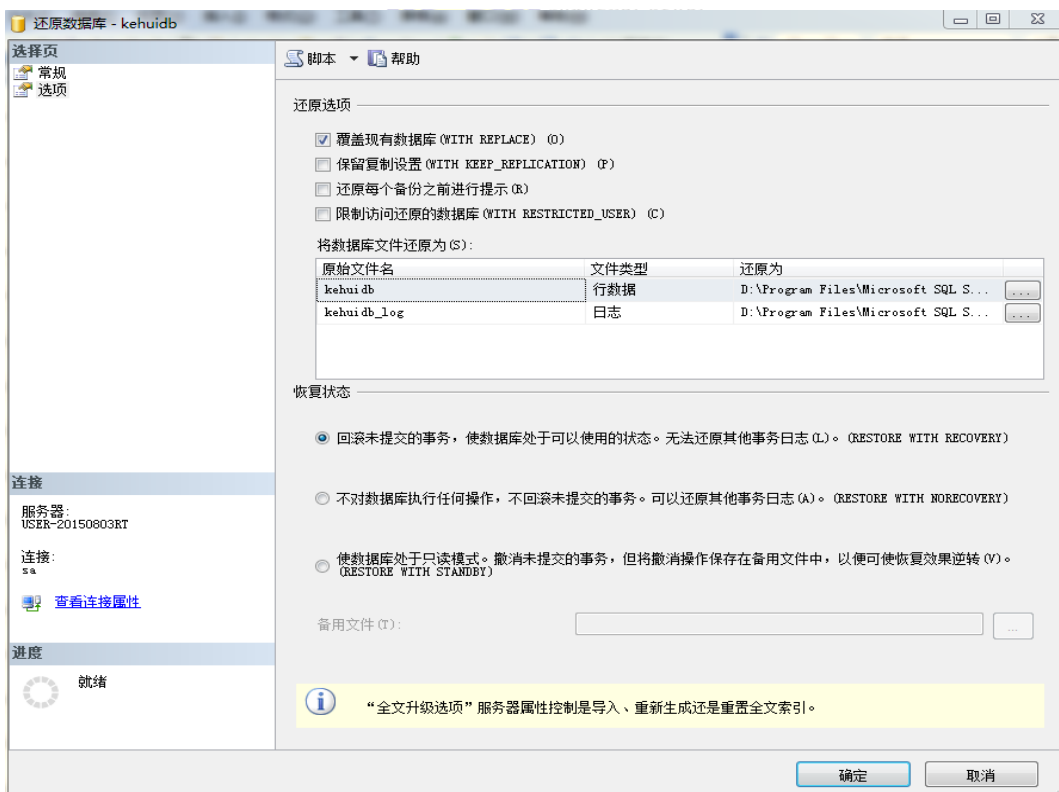 还原数据库 - kehuidb
选择页
常规
选项
脚本 帮助
还原选项
覆盖现有数据库(WITH REPLACE) (O)
保留复制设置(WITH KEEP_REPLICATION) (P)
还原每个备份之前进行提示(R)
限制访问还原的数据库(WITH RESTRICTED_USER) (C)
将数据库文件还原为(S):
原始文件名 文件类型 还原为
kehuidb 行数据 D:\Program Files\Microsoft SQL S... ...
kehuidb_log 日志 D:\Program Files\Microsoft SQL S... ...
恢复状态
回滚未提交的事务，使数据库处于可以使用的状态。无法还原其他事务日志(L)。(RESTORE WITH RECOVERY)
不对数据库执行任何操作，不回滚未提交的事务。可以还原其他事务日志(A)。(RESTORE WITH NORECOVERY)
使数据库处于只读模式。撤消未提交的事务，但将撤消操作保存在备用文件中，以便可使恢复效果逆转(V)。
(RESTORE WITH STANDBY)
备用文件(T): ...
连接
服务器:
USER-20150803RT
连接:
sa
查看连接属性
进度
就绪
“全文升级选项”服务器属性控制是导入、重新生成还是重置全文索引。
确定 取消